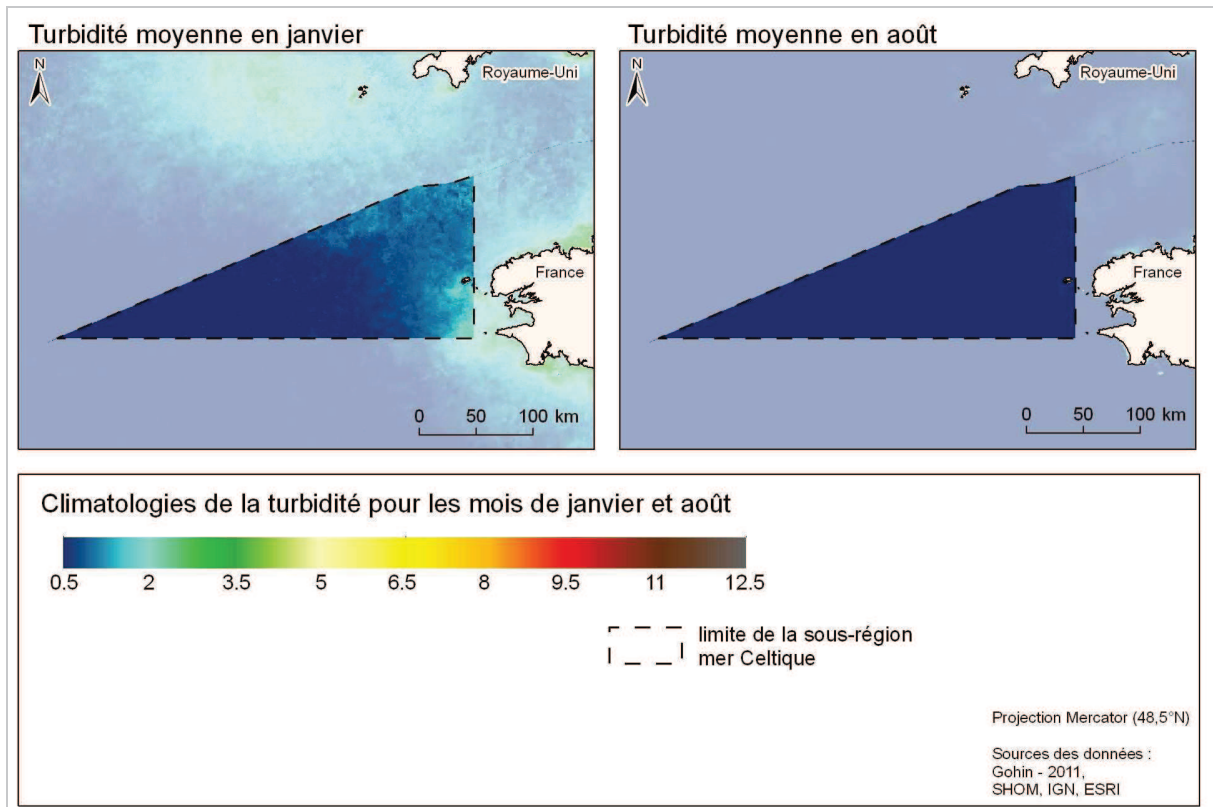 Turbidité moyenne en janvier
N
Royaume-Uni
France
0 50 100 km
Turbidité moyenne en août
N
Royaume-Uni
France
0 50 100 km
Climatologies de la turbidité pour les mois de janvier et août
0.5 2 3.5 5 6.5 8 9.5 11 12.5
limite de la sous-région
mer Celtique
Projection Mercator (48,5°N)
Sources des données :
Gohin - 2011,
SHOM, IGN, ESRI